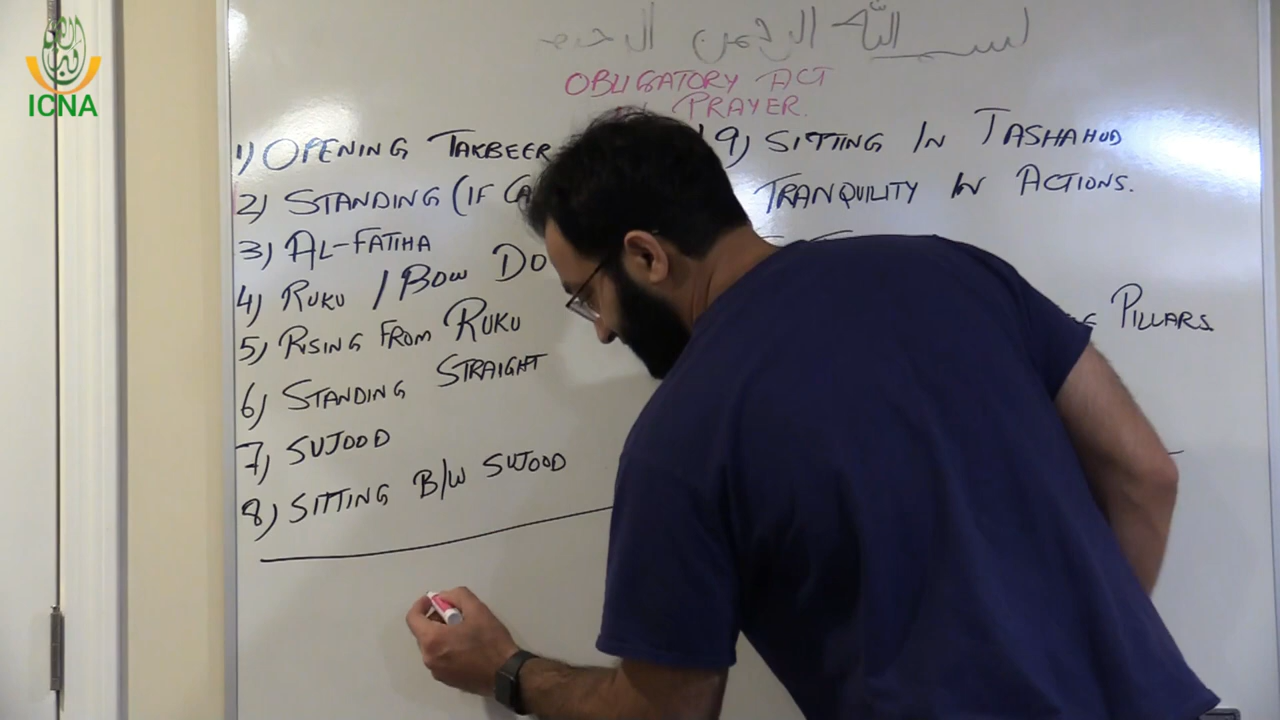 ICNA
بسم الله الرحمن الرحيم
OBLIGATORY ACT
PRAYER.
1) OPENING TAKBEER
2) STANDING (IF
3) AL-FATIHA
4) RUKU / BOW
5) RISING FROM RUKU
6) STANDING STRAIGHT
7) SUJOOD
8) SITTING B/W SUJOOD
9) SITTING IN TASHAHUD
TRANQUILITY IN ACTIONS.
PILLARS